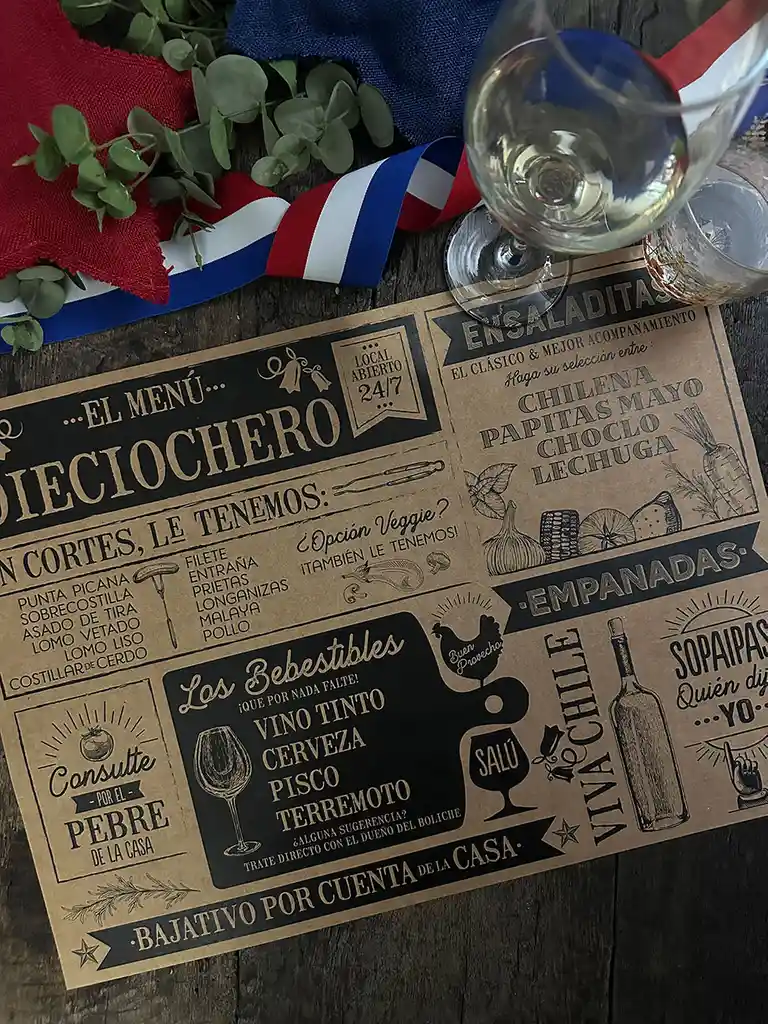 ···EL MENÚ···
DIECIOCHERO
LOCAL
ABIERTO
24/7
EN CORTES, LE TENEMOS:
PUNTA PICANA
SOBRECOSTILLA
ASADO DE TIRA
LOMO VETADO
LOMO LISO
COSTILLAR DE CERDO
FILETE
ENTRAÑA
PRIETAS
LONGANIZAS
MALAYA
POLLO
¿Opción Veggie?
¡TAMBIÉN LE TENEMOS!
ENSALADITAS
EL CLÁSICO & MEJOR ACOMPAÑAMIENTO
Haga su selección entre:
CHILENA
PAPITAS MAYO
CHOCLO
LECHUGA
·EMPANADAS·
Consulte
- POR EL -
PEBRE
DE LA CASA
Los Bebestibles
¡QUE POR NADA FALTE!
VINO TINTO
CERVEZA
PISCO
TERREMOTO
¿ALGUNA SUGERENCIA?
TRATE DIRECTO CON EL DUEÑO DEL BOLICHE
Buen
Provecho
SALÚ
VIVA CHILE
SOPAIPAS
Quién dij
···YO···
·BAJATIVO POR CUENTA DE LA CASA·